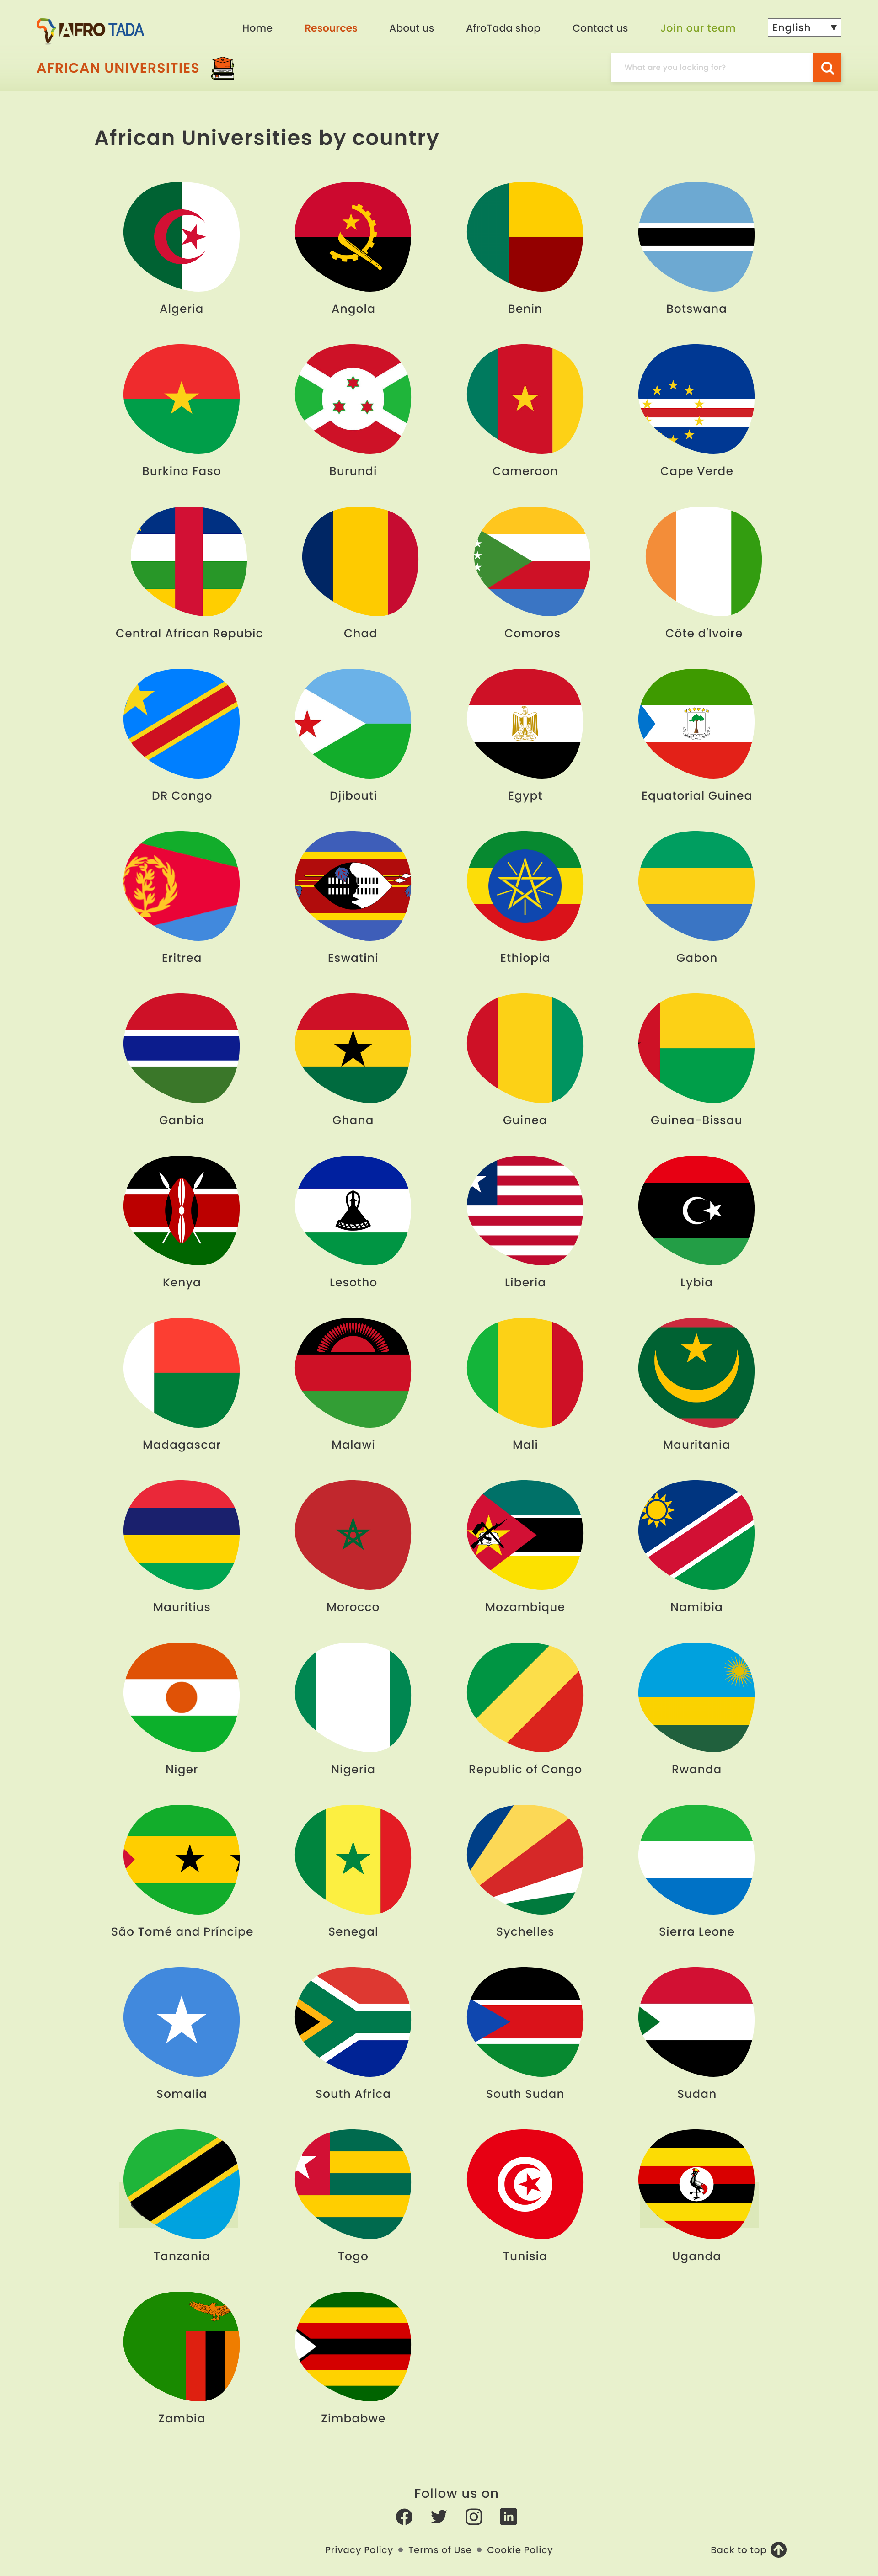 AFRO TADA
Home
Resources
About us
AfroTada shop
Contact us
Join our team
English
AFRICAN UNIVERSITIES
What are you looking for?
African Universities by country
Algeria
Angola
Benin
Botswana
Burkina Faso
Burundi
Cameroon
Cape Verde
Central African Repubic
Chad
Comoros
Côte d'Ivoire
DR Congo
Djibouti
Egypt
Equatorial Guinea
Eritrea
Eswatini
Ethiopia
Gabon
Ganbia
Ghana
Guinea
Guinea-Bissau
Kenya
Lesotho
Liberia
Lybia
Madagascar
Malawi
Mali
Mauritania
Mauritius
Morocco
Mozambique
Namibia
Niger
Nigeria
Republic of Congo
Rwanda
São Tomé and Príncipe
Senegal
Sychelles
Sierra Leone
Somalia
South Africa
South Sudan
Sudan
Tanzania
Togo
Tunisia
Uganda
Zambia
Zimbabwe
Follow us on
Privacy Policy • Terms of Use • Cookie Policy
Back to top